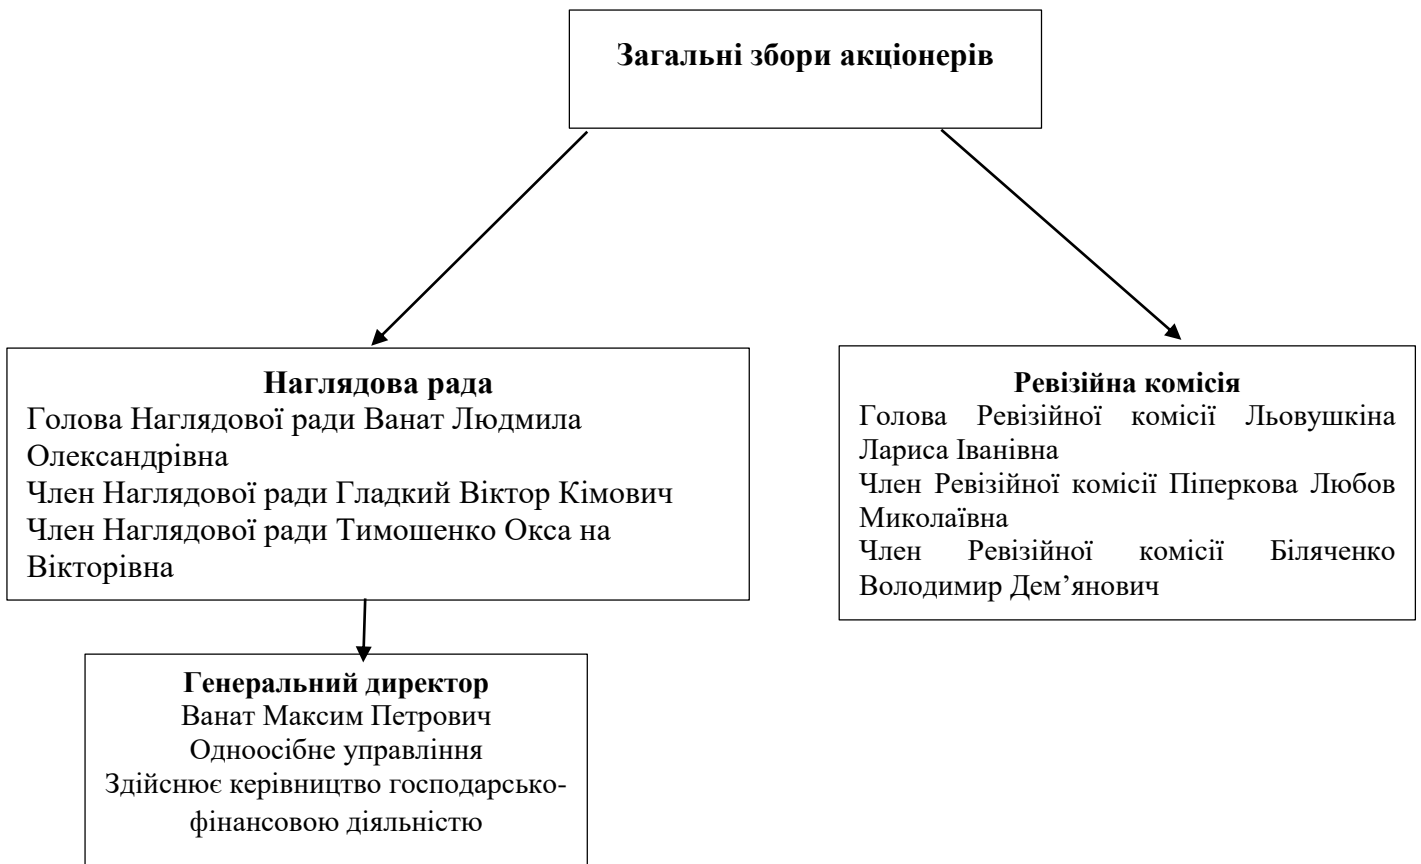 Загальні збори акціонерів
Наглядова рада
Голова Наглядової ради Ванат Людмила
Олександрівна
Член Наглядової ради Гладкий Віктор Кімович
Член Наглядової ради Тимошенко Окса на
Вікторівна
Ревізійна комісія
Голова Ревізійної комісії Льовушкіна
Лариса Іванівна
Член Ревізійної комісії Піперкова Любов
Миколаївна
Член Ревізійної комісії Біляченко
Володимир Дем’янович
Генеральний директор
Ванат Максим Петрович
Одноосібне управління
Здійснює керівництво господарсько-
фінансовою діяльністю